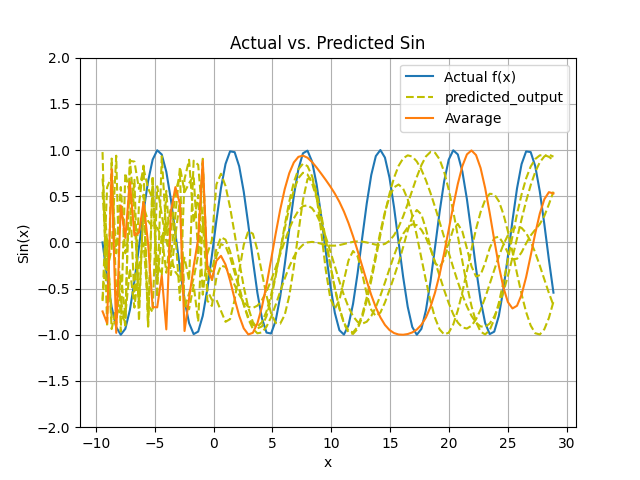 Actual vs. Predicted Sin
Actual f(x)
predicted_output
Avarage
2.0
1.5
1.0
0.5
0.0
−0.5
−1.0
−1.5
−2.0
Sin(x)
−10 −5 0 5 10 15 20 25 30
x